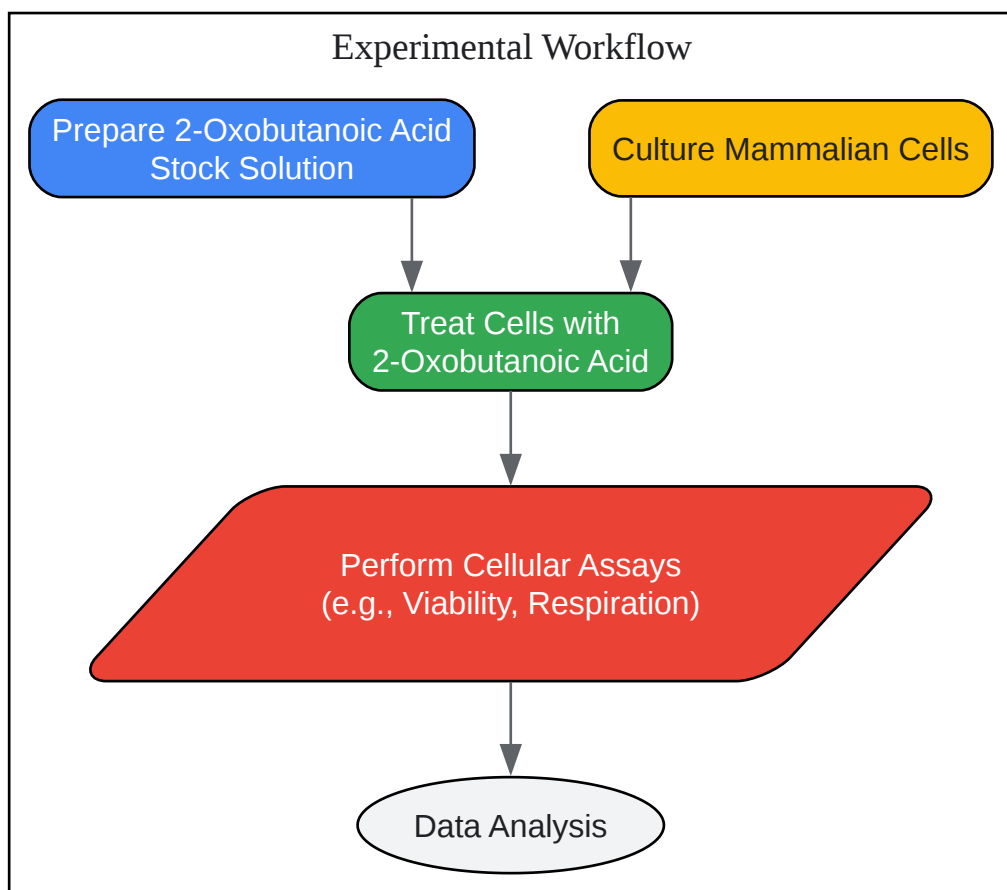 Experimental Workflow
Prepare 2-Oxobutanoic Acid
Stock Solution
Culture Mammalian Cells
Treat Cells with
2-Oxobutanoic Acid
Perform Cellular Assays
(e.g., Viability, Respiration)
Data Analysis